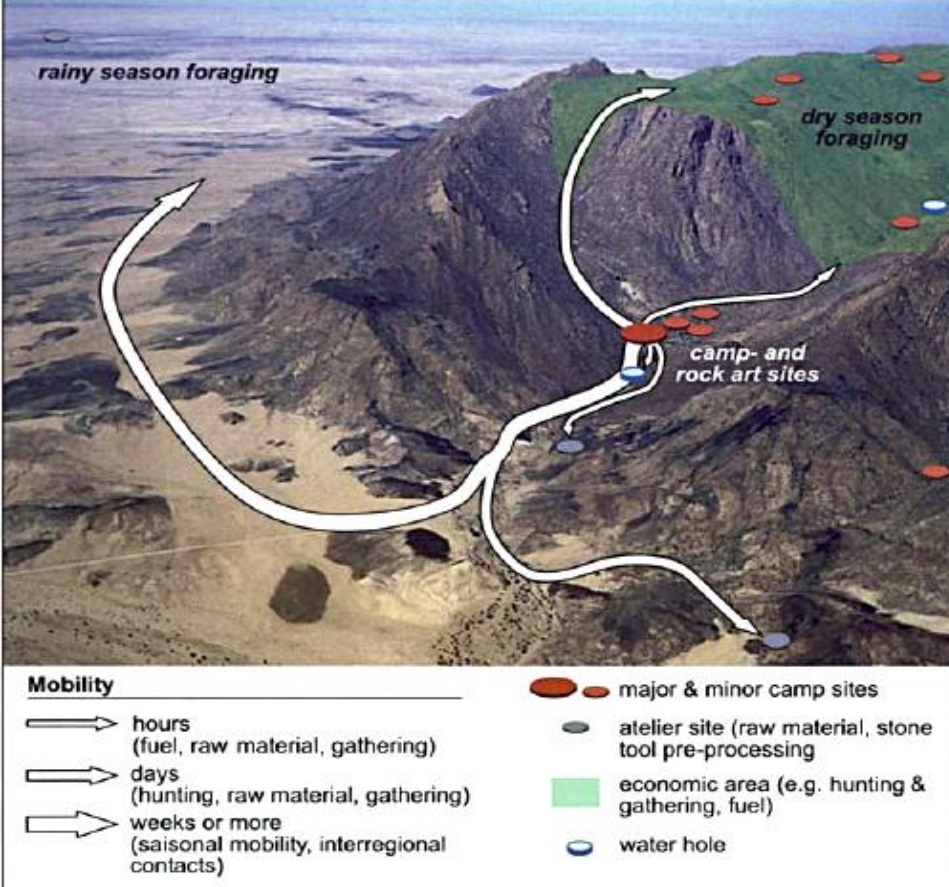 rainy season foraging
dry season
foraging
camp- and
rock art sites
Mobility
hours
(fuel, raw material, gathering)
days
(hunting, raw material, gathering)
weeks or more
(saisonal mobility, interregional
contacts)
major & minor camp sites
atelier site (raw material, stone
tool pre-processing
economic area (e.g. hunting &
gathering, fuel)
water hole